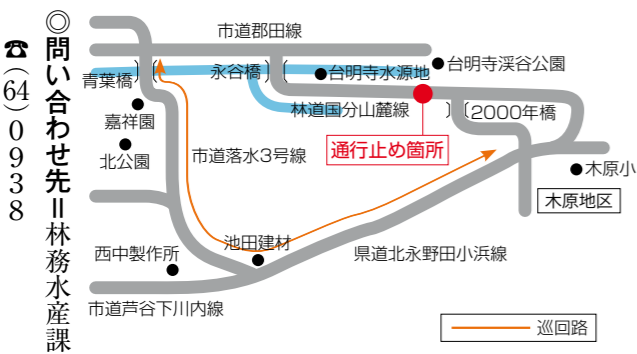 ◎問い合わせ先＝林務水産課
☎(64)0938
市道郡田線
青葉橋
永谷橋
台明寺水源地
台明寺渓谷公園
嘉祥園
林道国分山麓線
2000年橋
北公園
市道落水3号線
通行止め箇所
木原小
木原地区
池田建材
西中製作所
県道北永野田小浜線
市道芦谷下川内線
巡回路